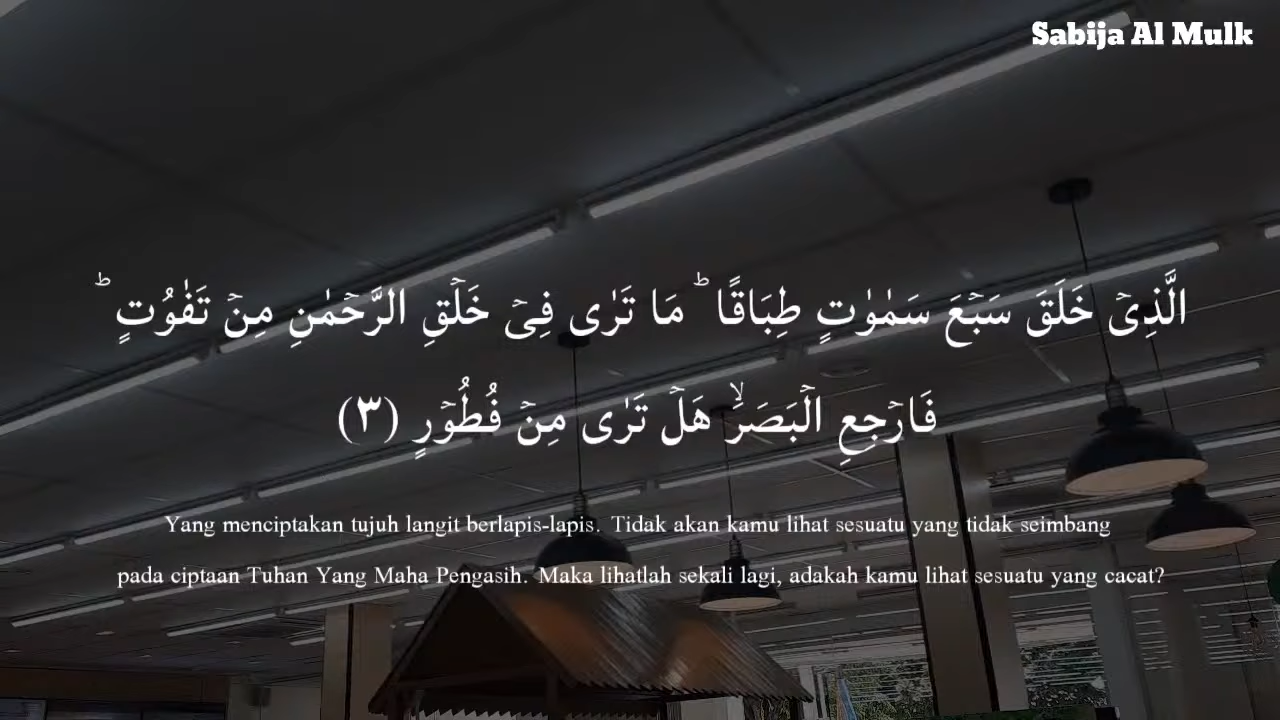 Sabija Al Mulk
الَّذِىۡ خَلَقَ سَبۡعَ سَمٰوٰتٍ طِبَاقًا ؕ مَا تَرٰى فِىۡ خَلۡقِ الرَّحۡمٰنِ مِنۡ تَفٰوُتٍ ؕ
فَارۡجِعِ الۡبَصَرَۙ هَلۡ تَرٰى مِنۡ فُطُوۡرٍ (٣)
Yang menciptakan tujuh langit berlapis-lapis. Tidak akan kamu lihat sesuatu yang tidak seimbang
pada ciptaan Tuhan Yang Maha Pengasih. Maka lihatlah sekali lagi, adakah kamu lihat sesuatu yang cacat?